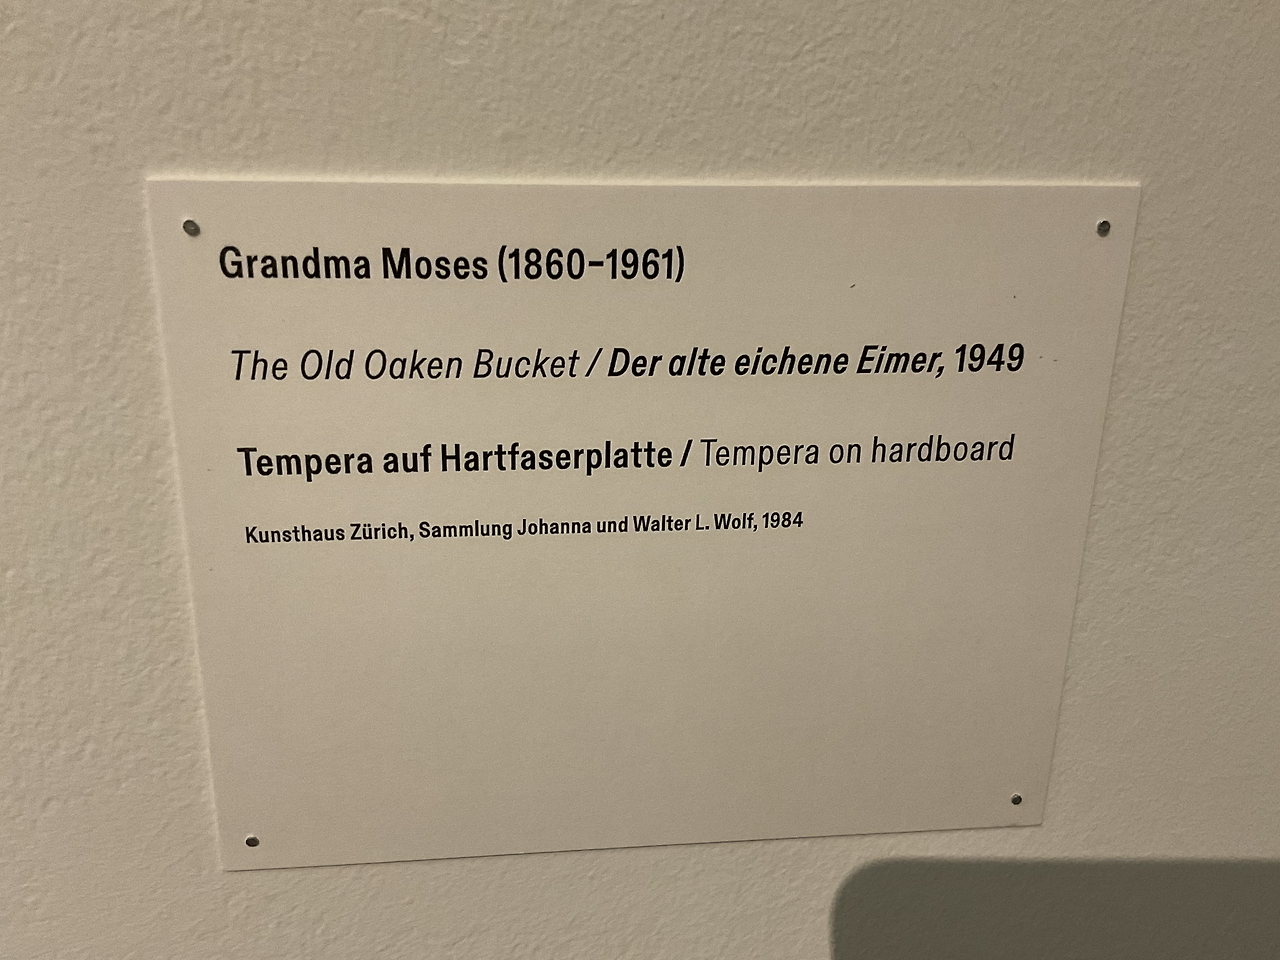 Grandma Moses (1860–1961)
The Old Oaken Bucket / Der alte eichene Eimer, 1949
Tempera auf Hartfaserplatte / Tempera on hardboard
Kunsthaus Zürich, Sammlung Johanna und Walter L. Wolf, 1984